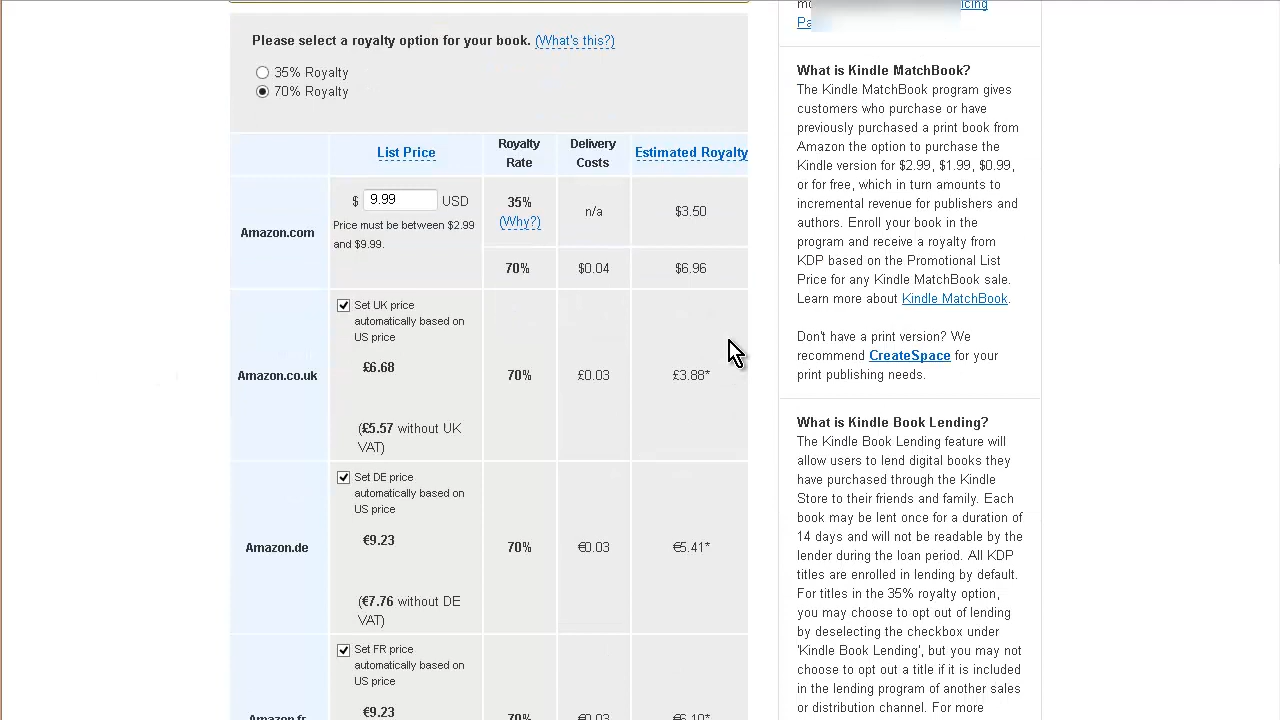 Please select a royalty option for your book. (What's this?)
35% Royalty
70% Royalty
List Price
Royalty Rate
Delivery Costs
Estimated Royalty
Amazon.com
$ 9.99 USD
Price must be between $2.99
and $9.99.
35%
(Why?)
n/a
$3.50
70%
$0.04
$6.96
Amazon.co.uk
Set UK price
automatically based on
US price
£6.68
(£5.57 without UK
VAT)
70%
£0.03
£3.88*
Amazon.de
Set DE price
automatically based on
US price
€9.23
(€7.76 without DE
VAT)
70%
€0.03
€5.41*
Amazon.fr
Set FR price
automatically based on
US price
€9.23
70%
€0.03
€6.10*
What is Kindle MatchBook?
The Kindle MatchBook program gives
customers who purchase or have
previously purchased a print book from
Amazon the option to purchase the
Kindle version for $2.99, $1.99, $0.99,
or for free, which in turn amounts to
incremental revenue for publishers and
authors. Enroll your book in the
program and receive a royalty from
KDP based on the Promotional List
Price for any Kindle MatchBook sale.
Learn more about Kindle MatchBook.
Don't have a print version? We
recommend CreateSpace for your
print publishing needs.
What is Kindle Book Lending?
The Kindle Book Lending feature will
allow users to lend digital books they
have purchased through the Kindle
Store to their friends and family. Each
book may be lent once for a duration of
14 days and will not be readable by the
lender during the loan period. All KDP
titles are enrolled in lending by default.
For titles in the 35% royalty option,
you may choose to opt out of lending
by deselecting the checkbox under
'Kindle Book Lending', but you may not
choose to opt out a title if it is included
in the lending program of another sales
or distribution channel. For more